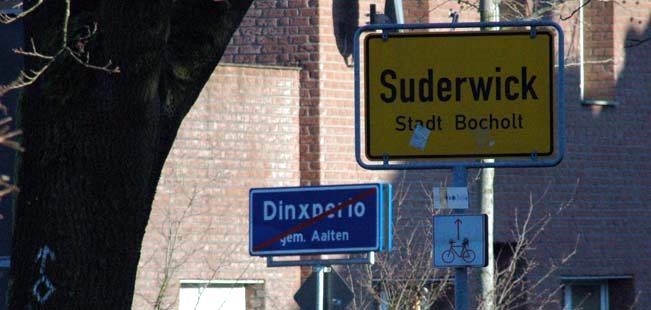 Suderwick
Stadt Bocholt
Dinxperlo
gem. Aalten